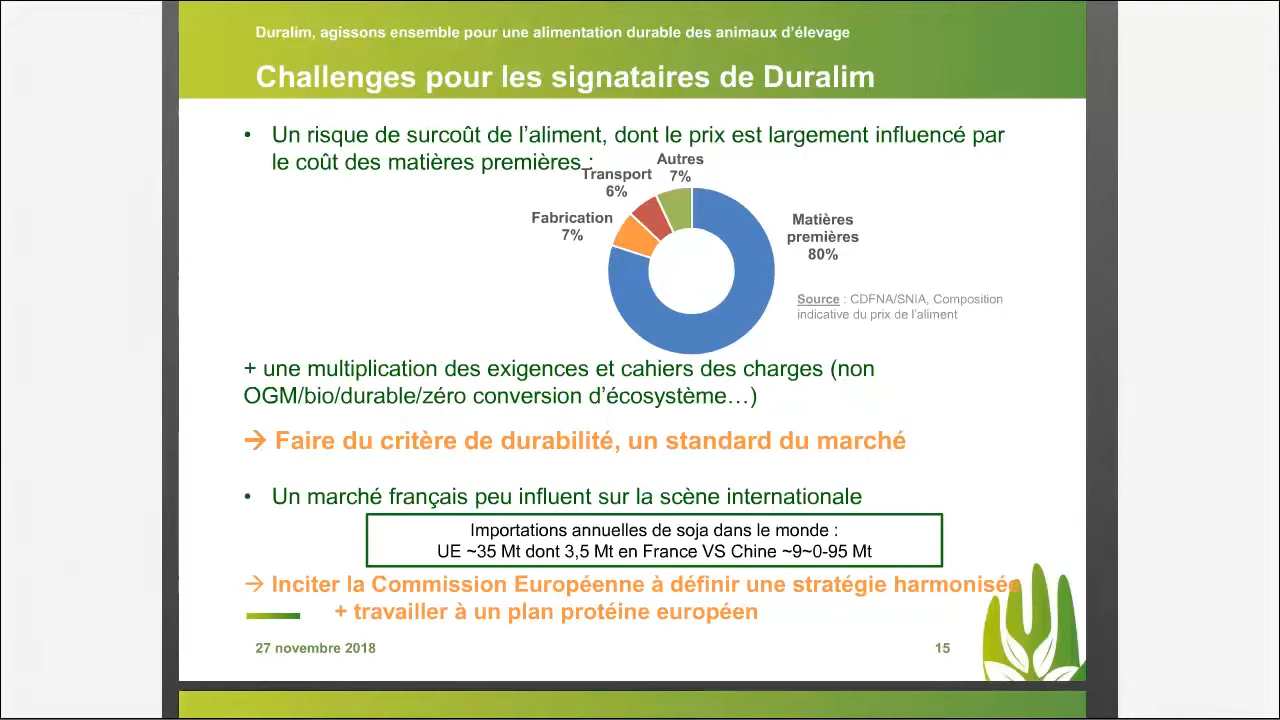 Duralim, agissons ensemble pour une alimentation durable des animaux d'élevage
Challenges pour les signataires de Duralim
• Un risque de surcoût de l'aliment, dont le prix est largement influencé par
le coût des matières premières :
Autres
7%
Transport
6%
Fabrication
7%
Matières
premières
80%
Source : CDFNA/SNIA, Composition
indicative du prix de l'aliment
+ une multiplication des exigences et cahiers des charges (non
OGM/bio/durable/zéro conversion d'écosystème…)
→ Faire du critère de durabilité, un standard du marché
• Un marché français peu influent sur la scène internationale
Importations annuelles de soja dans le monde :
UE ~35 Mt dont 3,5 Mt en France VS Chine ~9~0-95 Mt
→ Inciter la Commission Européenne à définir une stratégie harmonisée
+ travailler à un plan protéine européen
27 novembre 2018
15